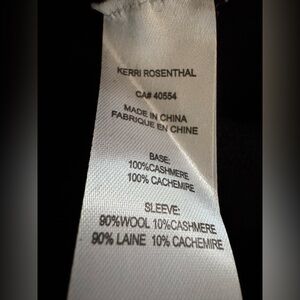 KERRI ROSENTHAL
CA# 40554
MADE IN CHINA
FABRIQUE EN CHINE
BASE:
100%CASHMERE
100% CACHEMIRE
SLEEVE:
90%WOOL 10%CASHMERE
90% LAINE 10% CACHEMIRE